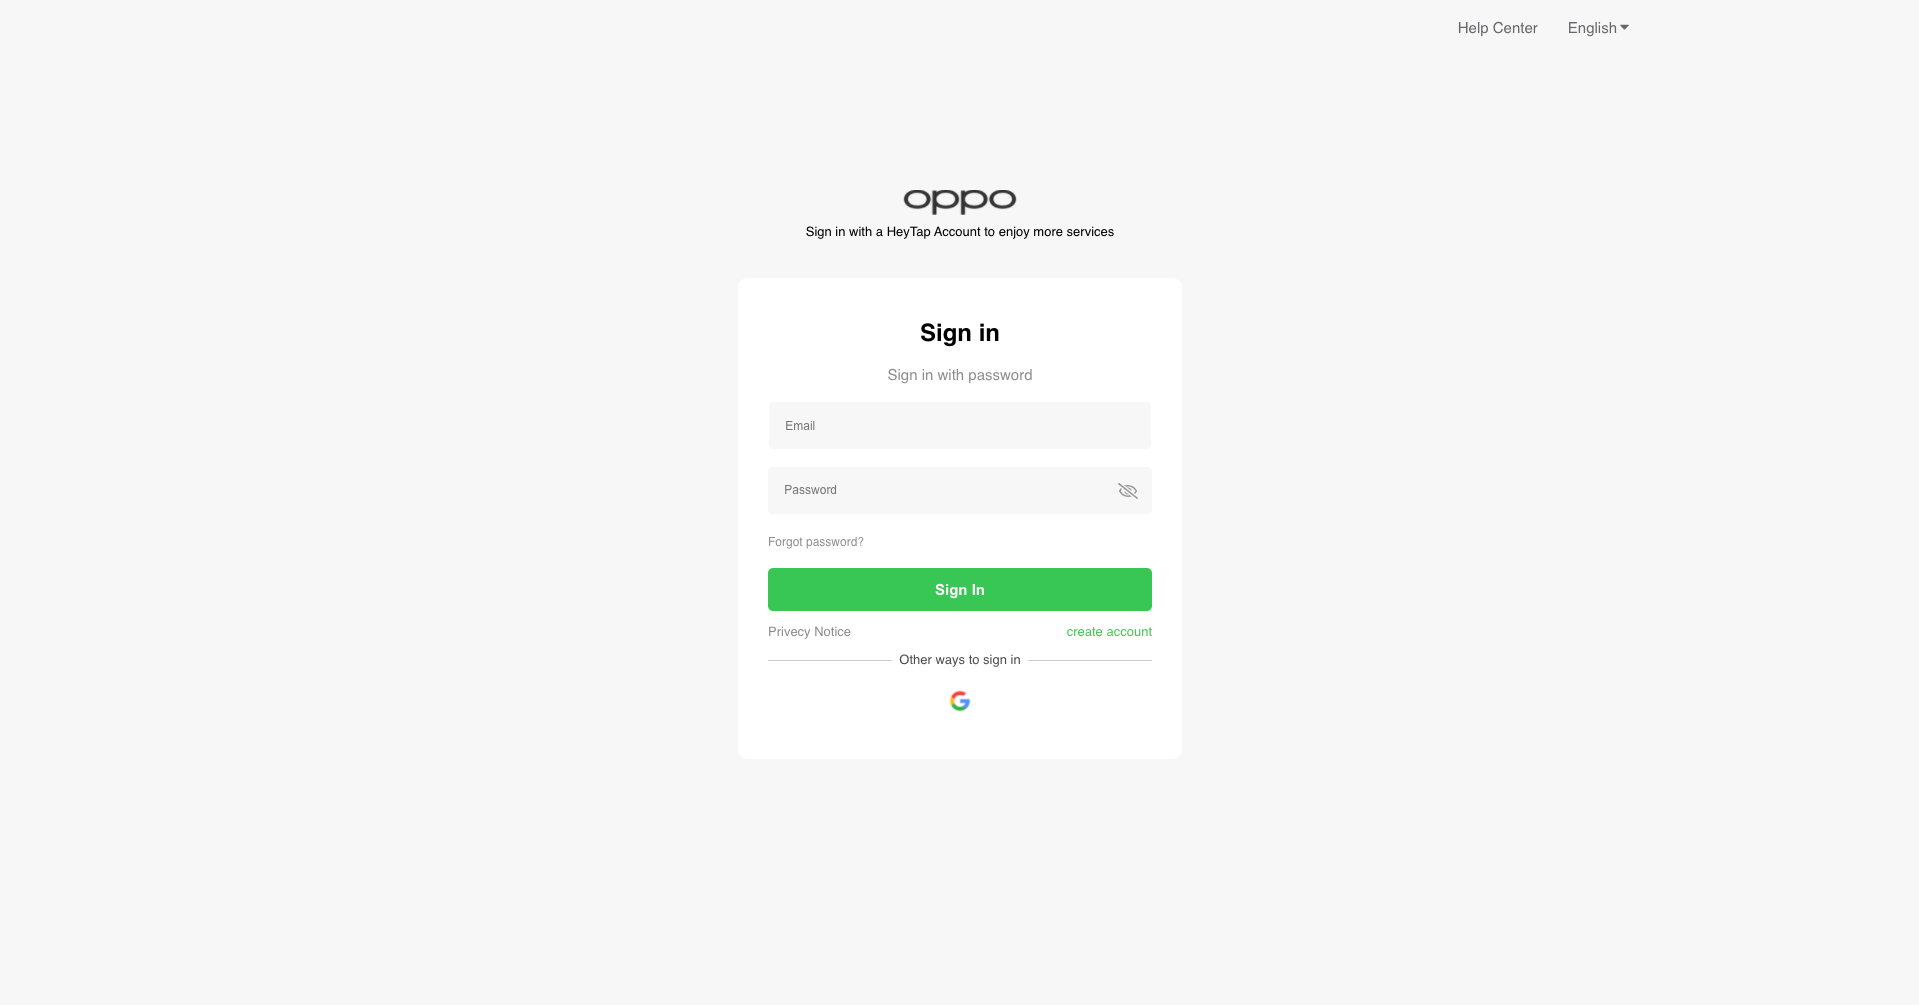 Help Center
English
oppo
Sign in with a HeyTap Account to enjoy more services
Sign in
Sign in with password
Email
Password
Forgot password?
Sign In
Privecy Notice
create account
Other ways to sign in